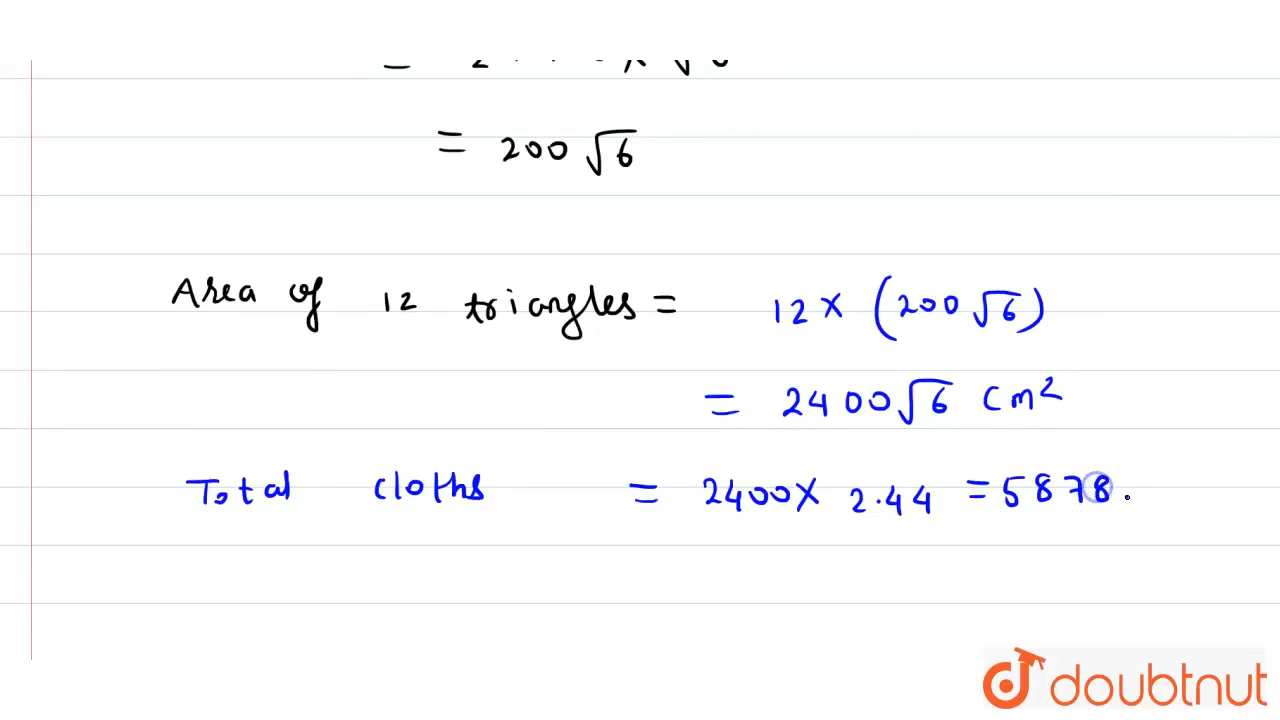 = 200 √6
Area of 12 triangles = 12 × (200 √6)
= 2400 √6 cm²
Total cloths = 2400 × 2.44 = 5878.
doubtnut